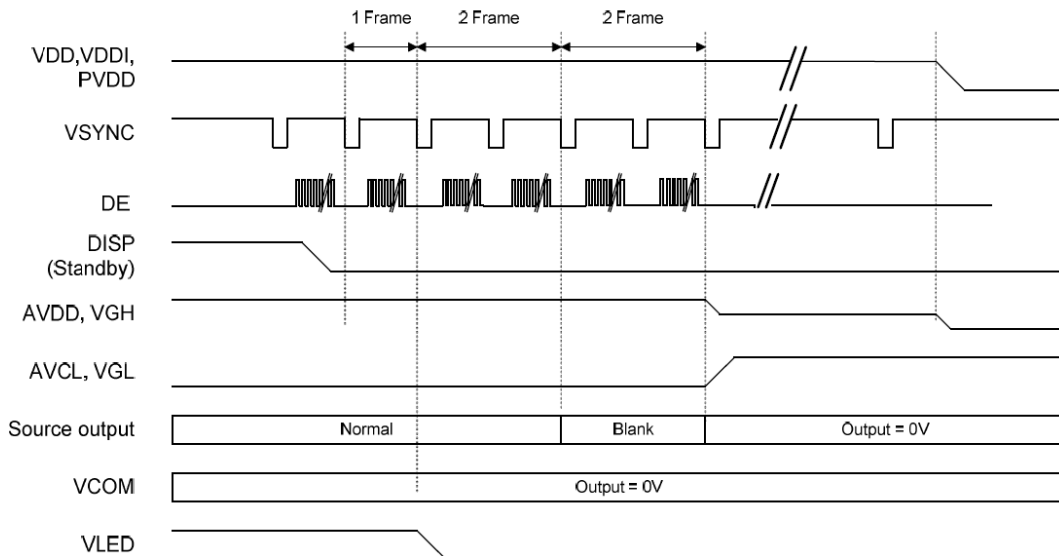 1 Frame 2 Frame 2 Frame
VDD,VDDI,
PVDD
VSYNC
DE
DISP
(Standby)
AVDD, VGH
AVCL, VGL
Source output Normal Blank Output = 0V
VCOM Output = 0V
VLED